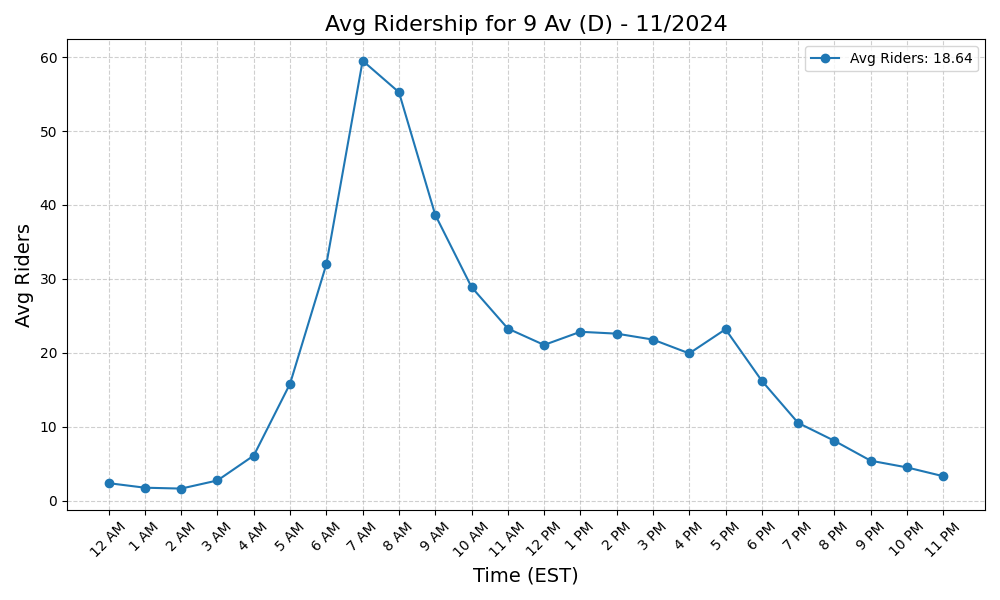 Avg Ridership for 9 Av (D) - 11/2024
Avg Riders: 18.64
Avg Riders
60
50
40
30
20
10
0
12 AM
1 AM
2 AM
3 AM
4 AM
5 AM
6 AM
7 AM
8 AM
9 AM
10 AM
11 AM
12 PM
1 PM
2 PM
3 PM
4 PM
5 PM
6 PM
7 PM
8 PM
9 PM
10 PM
11 PM
Time (EST)